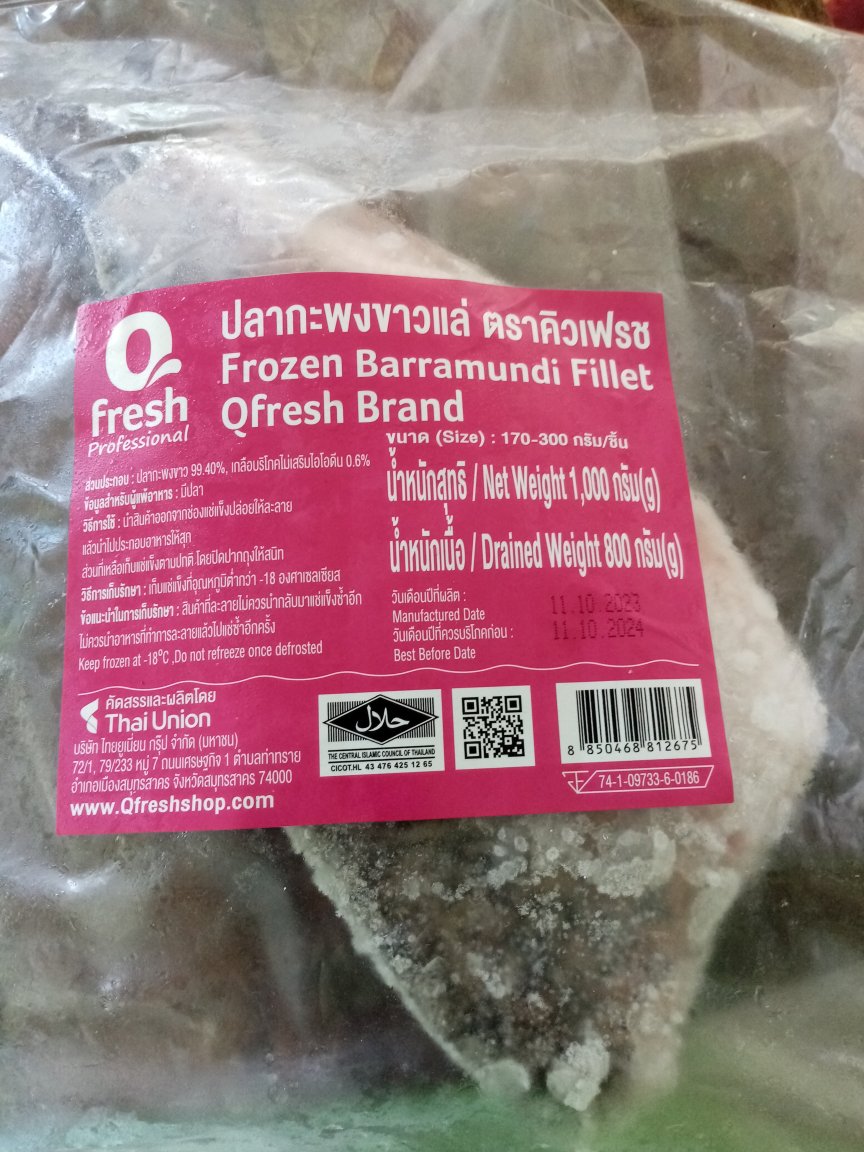 Q
fresh
Professional
ปลากะพงขาวแล่ ตราคิวเฟรช
Frozen Barramundi Fillet
Qfresh Brand
ขนาด (Size) : 170-300 กรัม/ชิ้น
น้ำหนักสุทธิ / Net Weight 1,000 กรัม(g)
น้ำหนักเนื้อ / Drained Weight 800 กรัม(g)
วันเดือนปีที่ผลิต :
Manufactured Date
11.10.2023
วันเดือนปีที่ควรบริโภคก่อน :
Best Before Date
11.10.2024
ส่วนประกอบ : ปลากะพงขาว 99.40%, เกลือบริโภคไม่เสริมไอโอดีน 0.6%
ข้อมูลสำหรับผู้แพ้อาหาร : มีปลา
วิธีการใช้ : นำสินค้าออกจากช่องแช่แข็งปล่อยให้ละลาย
แล้วนำไปประกอบอาหารให้สุก
ส่วนที่เหลือเก็บแช่แข็งตามปกติ โดยปิดปากถุงให้สนิท
วิธีการเก็บรักษา : เก็บแช่แข็งที่อุณหภูมิต่ำกว่า -18 องศาเซลเซียส
ข้อแนะนำในการเก็บรักษา : สินค้าที่ละลายไม่ควรนำกลับมาแช่แข็งซ้ำอีก
ไม่ควรนำอาหารที่ทำการละลายแล้วไปแช่ซ้ำอีกครั้ง
Keep frozen at -18°C ,Do not refreeze once defrosted
คัดสรรและผลิตโดย
Thai Union
บริษัท ไทยยูเนี่ยน กรุ๊ป จำกัด (มหาชน)
72/1, 79/233 หมู่ 7 ถนนเศรษฐกิจ 1 ตำบลท่าทราย
อำเภอเมืองสมุทรสาคร จังหวัดสมุทรสาคร 74000
www.Qfreshshop.com
حلال
THE CENTRAL ISLAMIC COUNCIL OF THAILAND
CICOT.HL 43 476 425 12 65
8 850468 812675
74-1-09733-6-0186